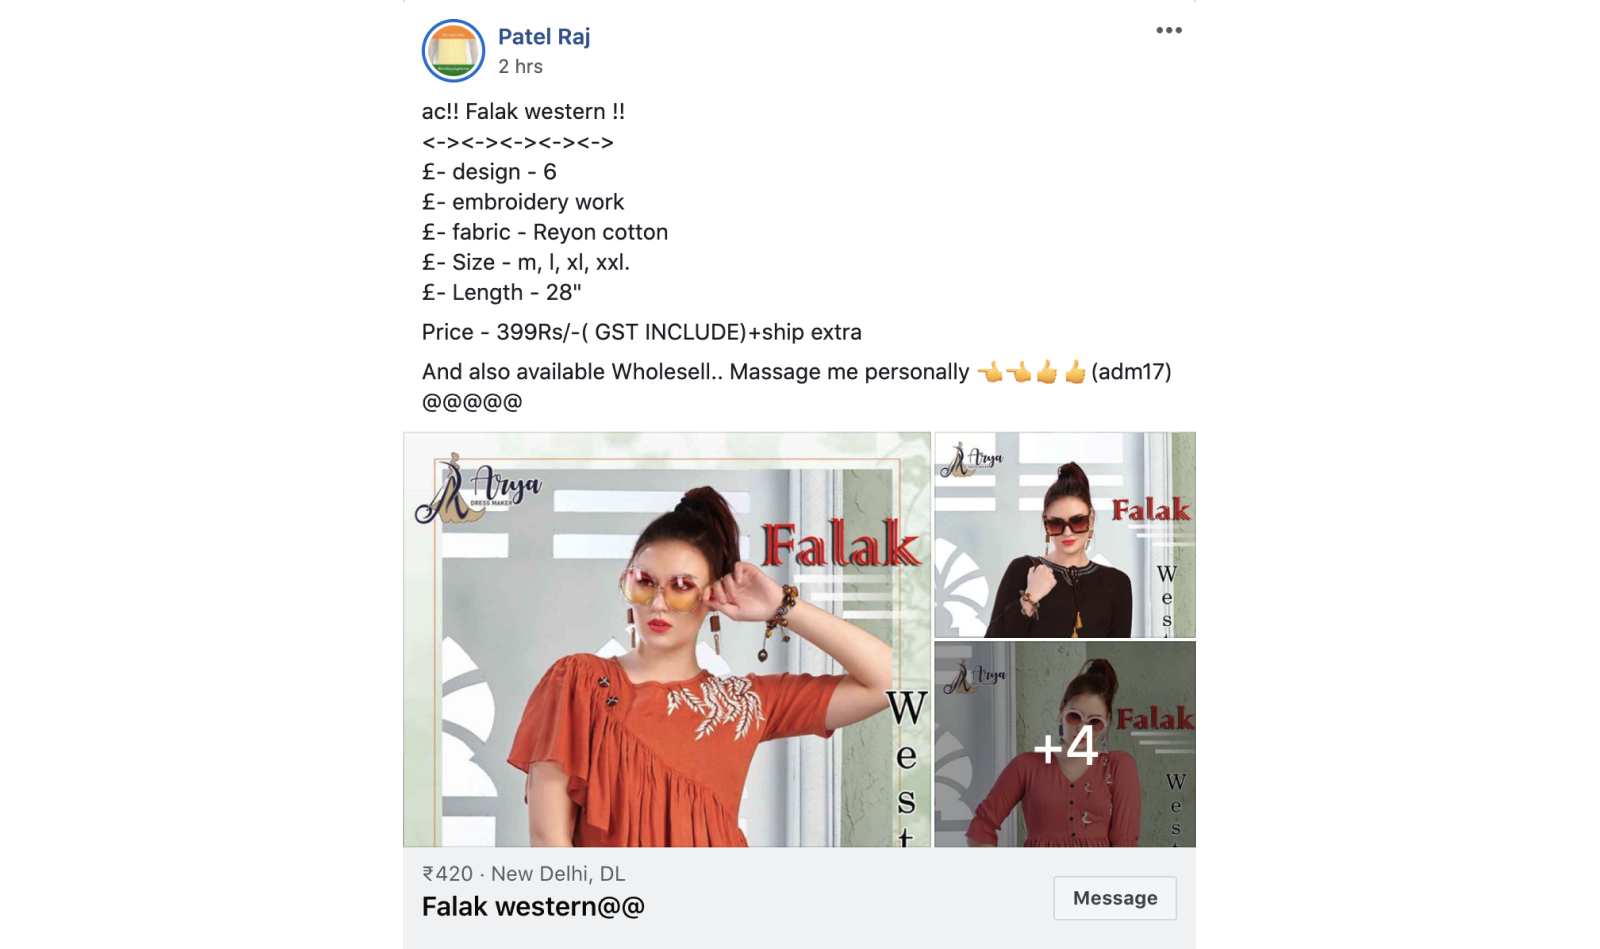 Patel Raj
2 hrs
ac!! Falak western !!
<-><-><-><-><->
£- design - 6
£- embroidery work
£- fabric - Reyon cotton
£- Size - m, l, xl, xxl.
£- Length - 28"
Price - 399Rs/-( GST INCLUDE)+ship extra
And also available Wholesell.. Massage me personally 👈👈👍👍(adm17)
@@@@@
Arya
DRESS MAKER
Falak
West
Arya
Falak
Wes
Arya
Falak
Wes
+4
₹420 · New Delhi, DL
Falak western@@
Message